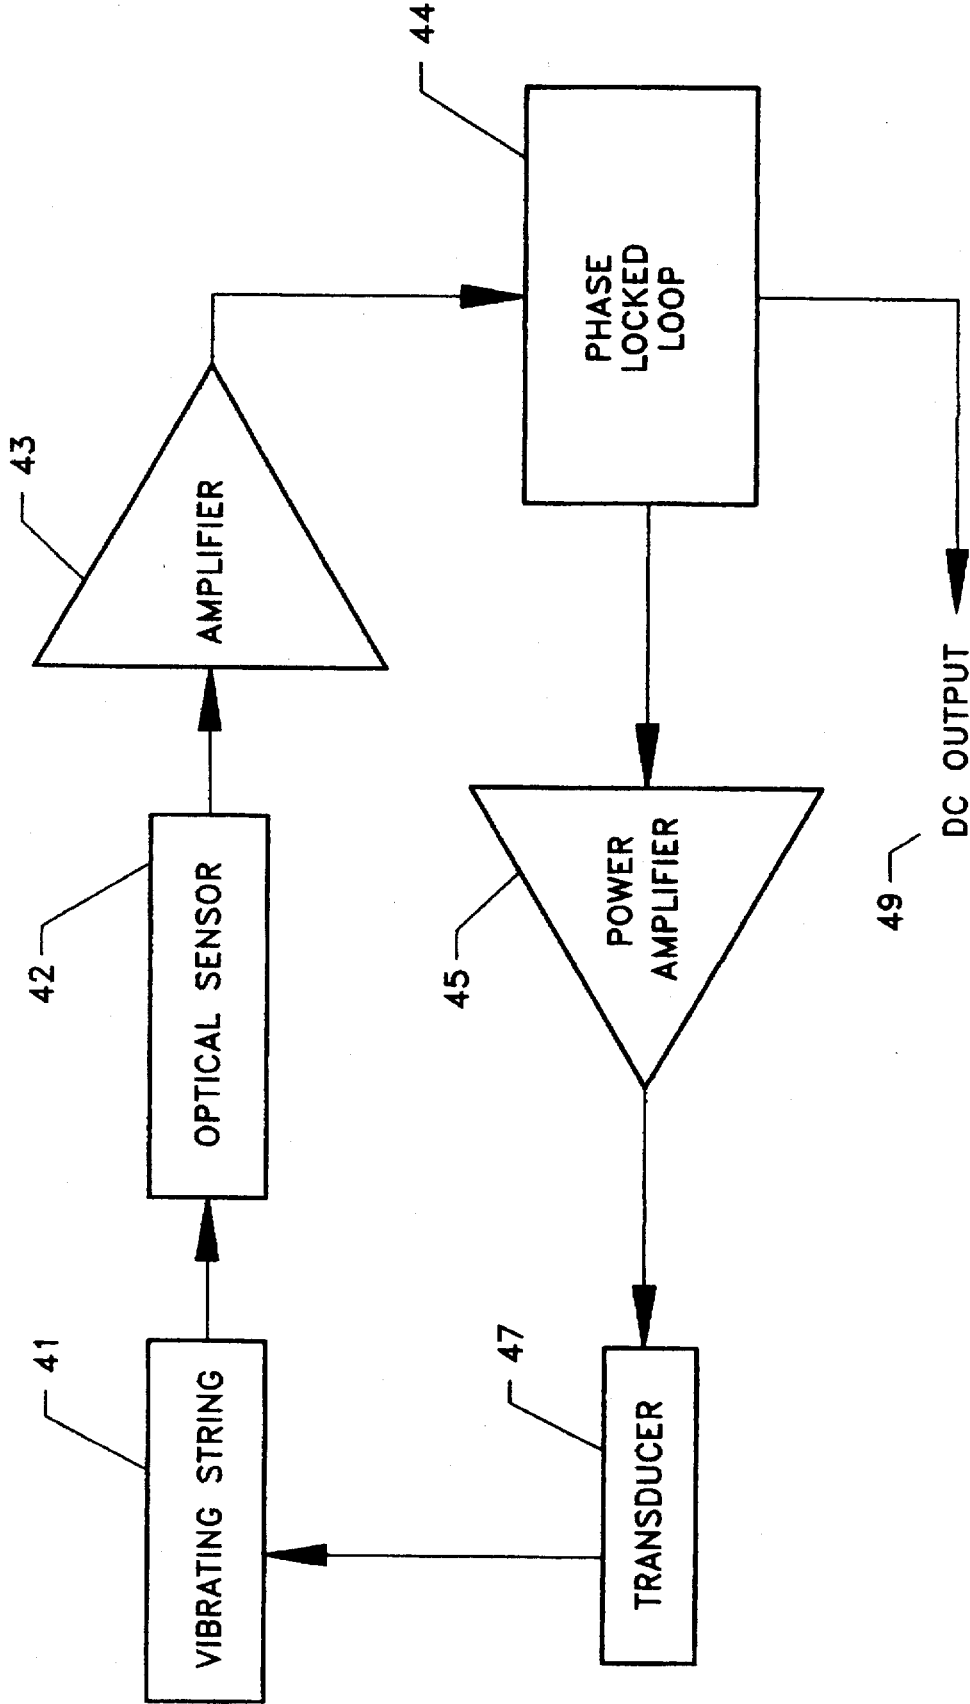 41
VIBRATING STRING
42
OPTICAL SENSOR
43
AMPLIFIER
44
PHASE
LOCKED
LOOP
45
POWER
AMPLIFIER
47
TRANSDUCER
49
DC OUTPUT